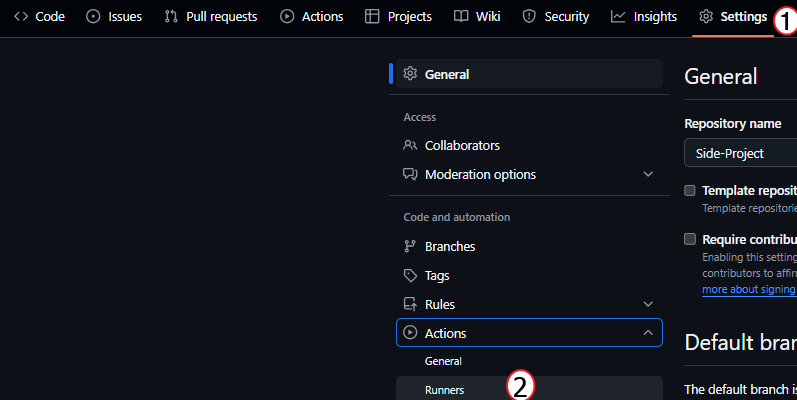 Code Issues Pull requests Actions Projects Wiki Security Insights Settings 1
General
Access
Collaborators
Moderation options
Code and automation
Branches
Tags
Rules
Actions
General
Runners 2
General
Repository name
Side-Project
Template reposit
Template repositorie
Require contribu
Enabling this setting
contributors to affir
more about signing
Default bran
The default branch is